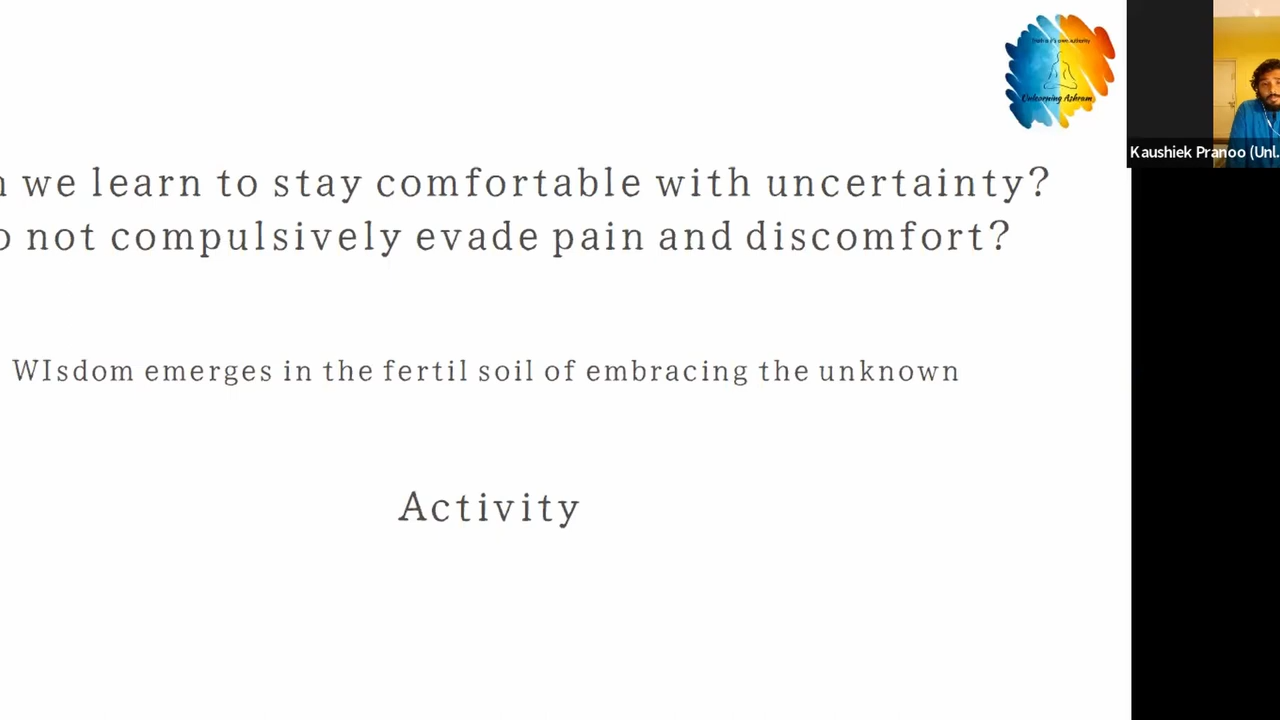 we learn to stay comfortable with uncertainty?
not compulsively evade pain and discomfort?
WIsdom emerges in the fertil soil of embracing the unknown
Activity
Unlearning Ashram
Kaushiek Pranoo (Unl...